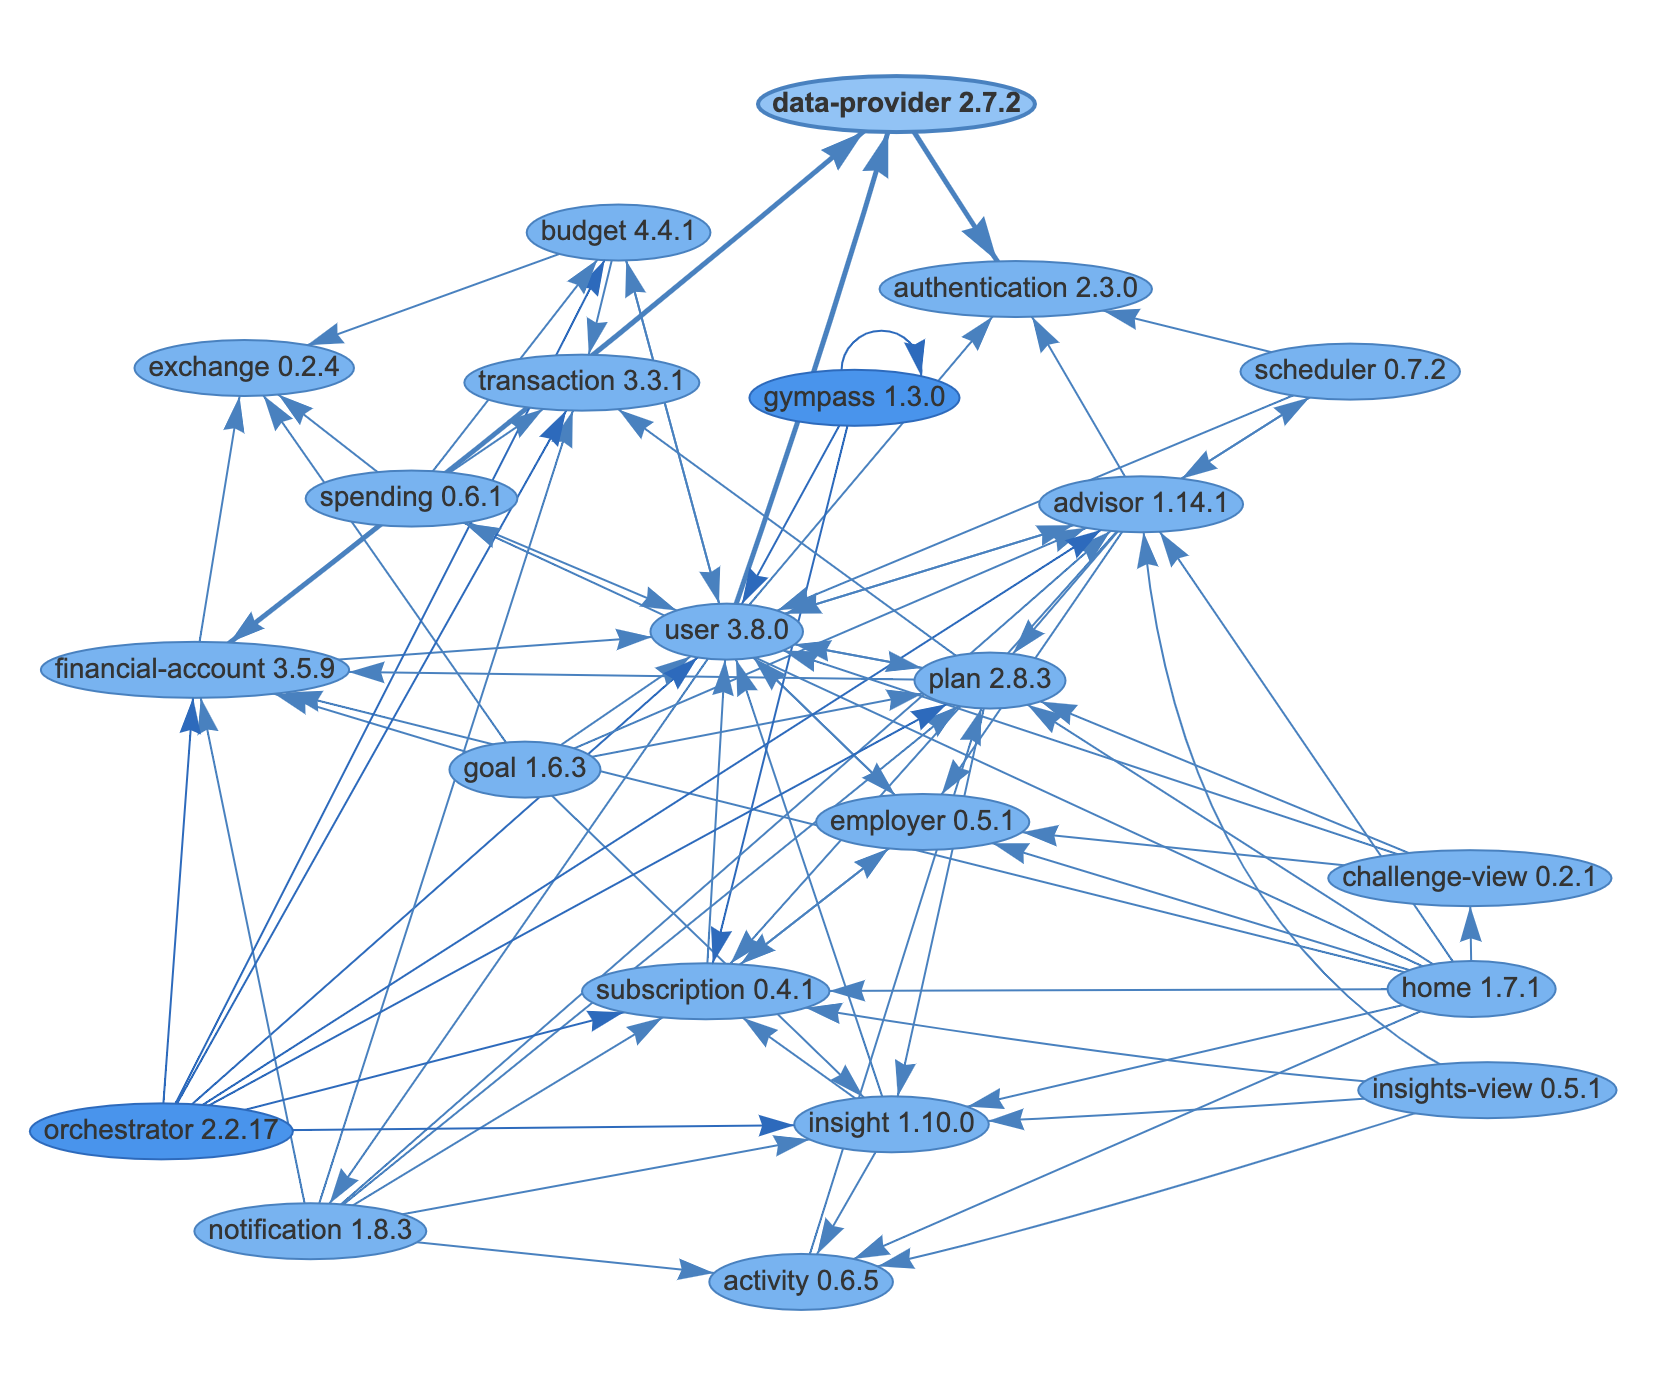 data-provider 2.7.2
budget 4.4.1
authentication 2.3.0
exchange 0.2.4
transaction 3.3.1
gympass 1.3.0
scheduler 0.7.2
spending 0.6.1
advisor 1.14.1
user 3.8.0
financial-account 3.5.9
plan 2.8.3
goal 1.6.3
employer 0.5.1
challenge-view 0.2.1
subscription 0.4.1
home 1.7.1
insights-view 0.5.1
orchestrator 2.2.17
insight 1.10.0
notification 1.8.3
activity 0.6.5